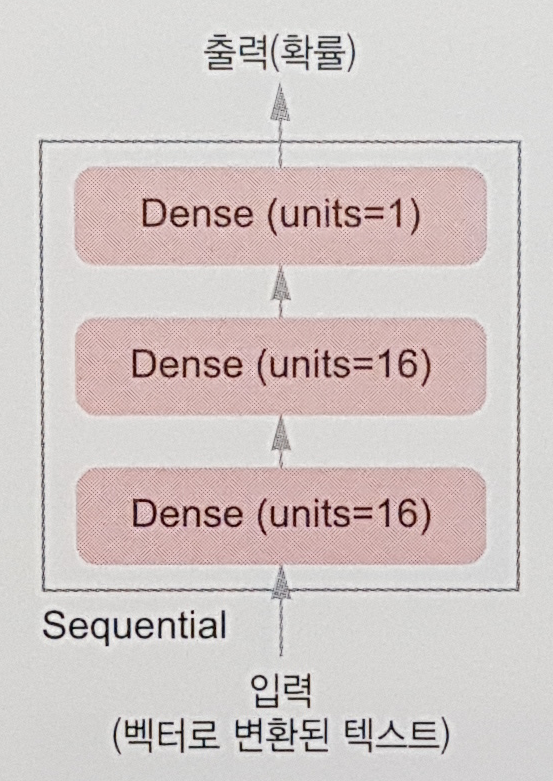 출력(확률)
Dense (units=1)
Dense (units=16)
Dense (units=16)
Sequential
입력
(벡터로 변환된 텍스트)